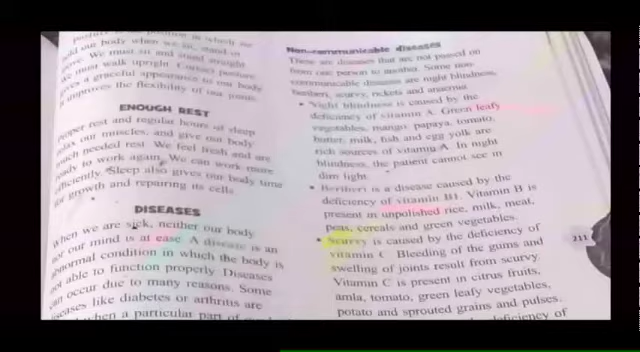 hold our body when we sit, stand or
move. We must sit and stand straight
We must walk upright. Correct posture
gives a graceful appearance to our body
improves the flexibility of our
ENOUGH REST
Proper rest and regular hours of sleep
relax our muscles, and give our body
much needed rest. We feel fresh and are
ready to work again. We can work more
efficiently. Sleep also gives our body time
for growth and repairing its cells
DISEASES
When we are sick, neither our body
nor our mind is at ease. A disease is an
abnormal condition in which the body is
not able to function properly. Diseases
can occur due to many reasons. Some
diseases like diabetes or arthritis are
when a particular part of
Non-communicable diseases
These are diseases that are not passed on
from one person to another. Some non-
communicable diseases are night blindness,
beriberi, scurvy, rickets and anaemia.
• Night blindness is caused by the
deficiency of vitamin A. Green leafy
vegetables, mango, papaya, tomato,
butter, milk, fish and egg yolk are
rich sources of vitamin A. In night
blindness, the patient cannot see in
dim light.
• Beriberi is a disease caused by the
deficiency of vitamin B1. Vitamin B is
present in unpolished rice, milk, meat,
peas, cereals and green vegetables.
• Scurvy is caused by the deficiency of
vitamin C. Bleeding of the gums and
swelling of joints result from scurvy.
Vitamin C is present in citrus fruits,
amla, tomato, green leafy vegetables,
potato and sprouted grains and pulses.
deficiency of
111